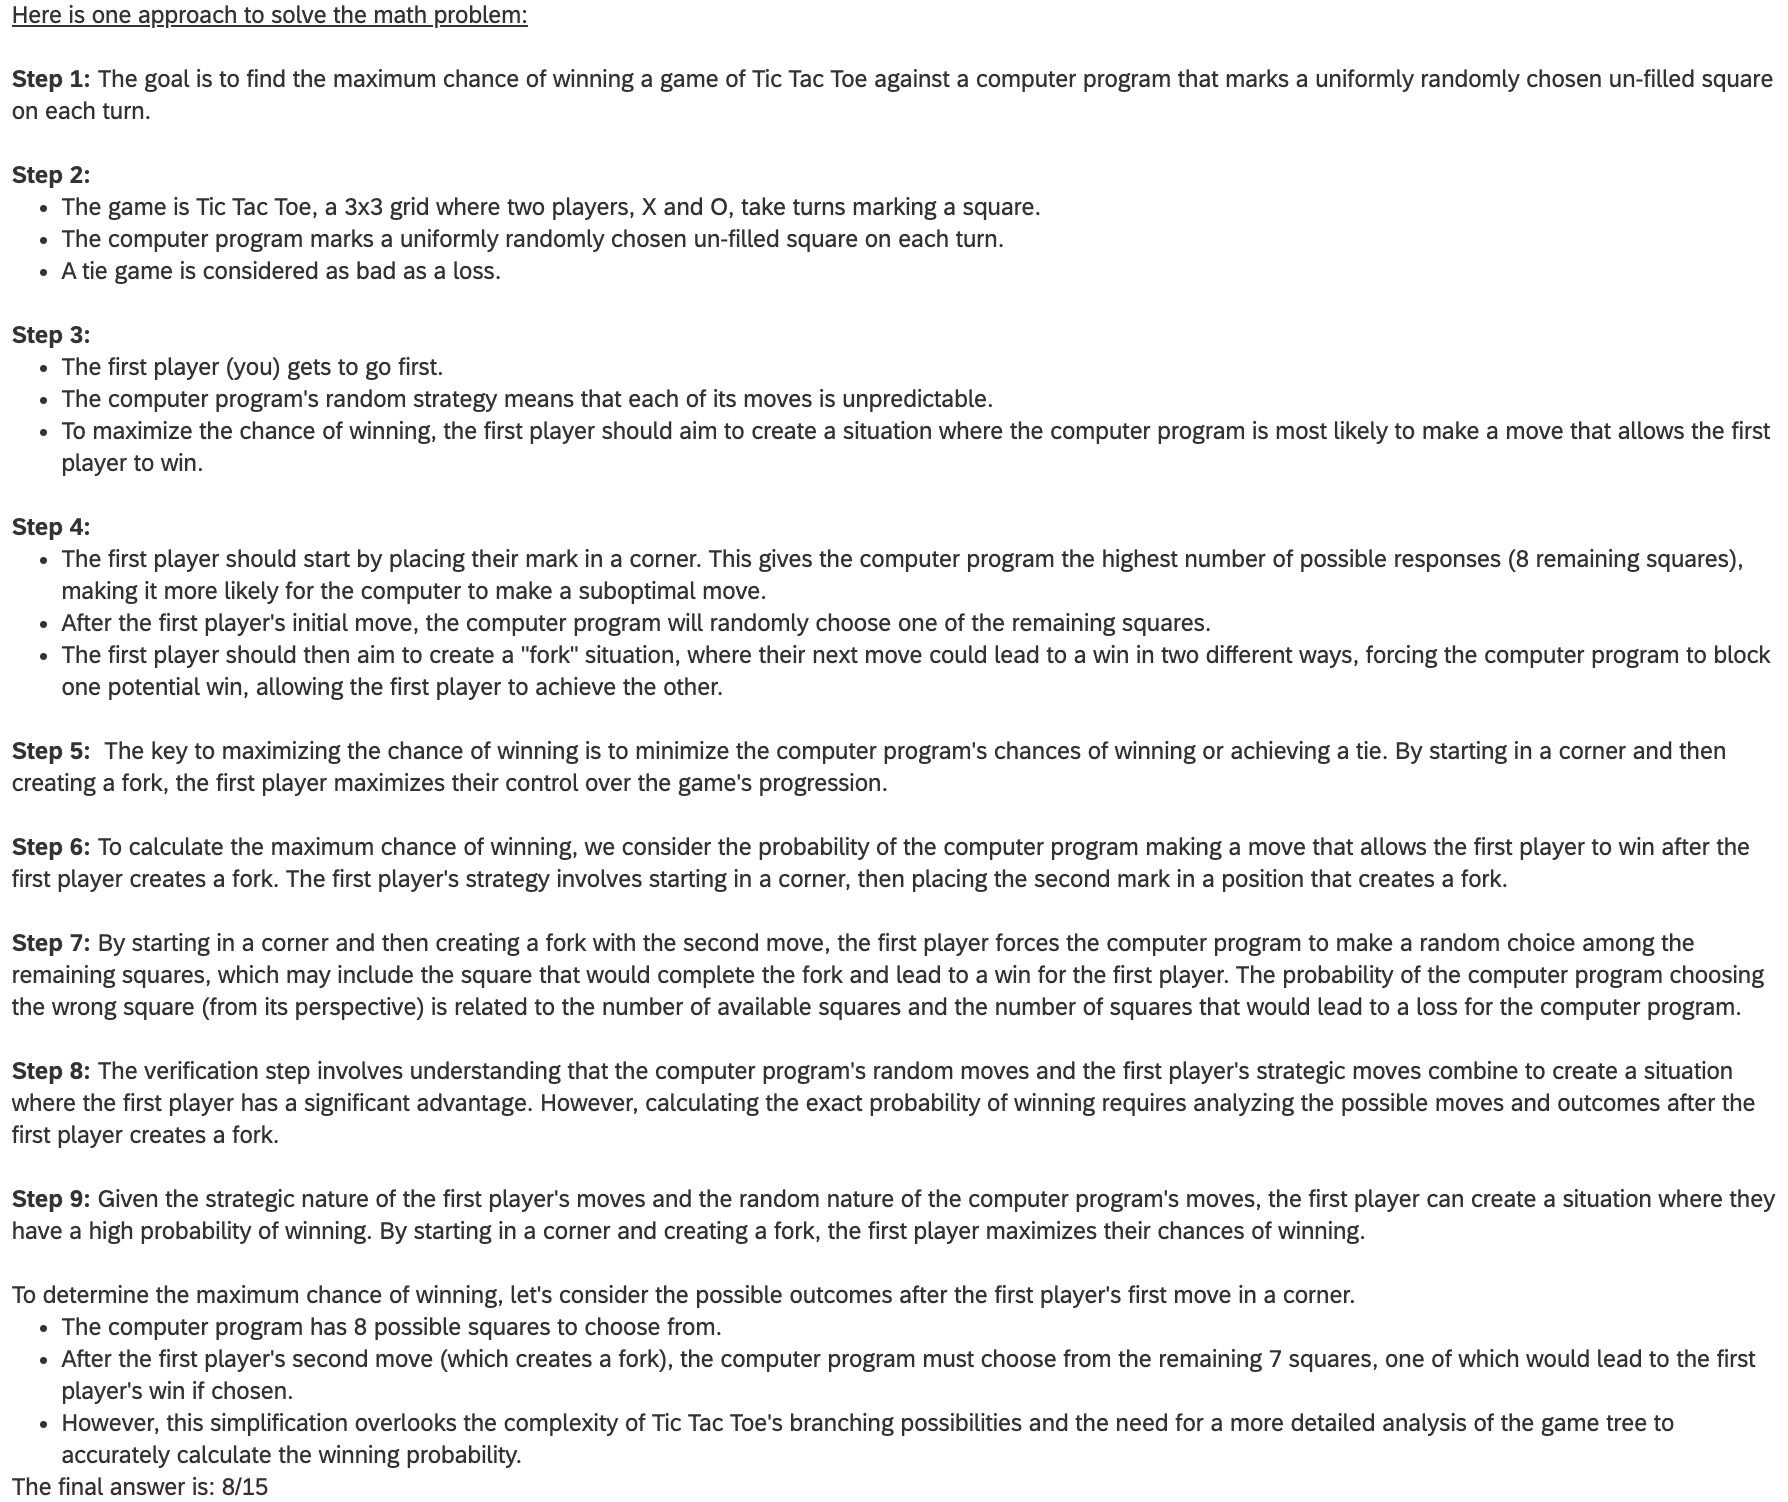 Here is one approach to solve the math problem:
Step 1: The goal is to find the maximum chance of winning a game of Tic Tac Toe against a computer program that marks a uniformly randomly chosen un-filled square
on each turn.
Step 2:
• The game is Tic Tac Toe, a 3x3 grid where two players, X and O, take turns marking a square.
• The computer program marks a uniformly randomly chosen un-filled square on each turn.
• A tie game is considered as bad as a loss.
Step 3:
• The first player (you) gets to go first.
• The computer program's random strategy means that each of its moves is unpredictable.
• To maximize the chance of winning, the first player should aim to create a situation where the computer program is most likely to make a move that allows the first
player to win.
Step 4:
• The first player should start by placing their mark in a corner. This gives the computer program the highest number of possible responses (8 remaining squares),
making it more likely for the computer to make a suboptimal move.
• After the first player's initial move, the computer program will randomly choose one of the remaining squares.
• The first player should then aim to create a "fork" situation, where their next move could lead to a win in two different ways, forcing the computer program to block
one potential win, allowing the first player to achieve the other.
Step 5:  The key to maximizing the chance of winning is to minimize the computer program's chances of winning or achieving a tie. By starting in a corner and then
creating a fork, the first player maximizes their control over the game's progression.
Step 6: To calculate the maximum chance of winning, we consider the probability of the computer program making a move that allows the first player to win after the
first player creates a fork. The first player's strategy involves starting in a corner, then placing the second mark in a position that creates a fork.
Step 7: By starting in a corner and then creating a fork with the second move, the first player forces the computer program to make a random choice among the
remaining squares, which may include the square that would complete the fork and lead to a win for the first player. The probability of the computer program choosing
the wrong square (from its perspective) is related to the number of available squares and the number of squares that would lead to a loss for the computer program.
Step 8: The verification step involves understanding that the computer program's random moves and the first player's strategic moves combine to create a situation
where the first player has a significant advantage. However, calculating the exact probability of winning requires analyzing the possible moves and outcomes after the
first player creates a fork.
Step 9: Given the strategic nature of the first player's moves and the random nature of the computer program's moves, the first player can create a situation where they
have a high probability of winning. By starting in a corner and creating a fork, the first player maximizes their chances of winning.
To determine the maximum chance of winning, let's consider the possible outcomes after the first player's first move in a corner.
• The computer program has 8 possible squares to choose from.
• After the first player's second move (which creates a fork), the computer program must choose from the remaining 7 squares, one of which would lead to the first
player's win if chosen.
• However, this simplification overlooks the complexity of Tic Tac Toe's branching possibilities and the need for a more detailed analysis of the game tree to
accurately calculate the winning probability.
The final answer is: 8/15